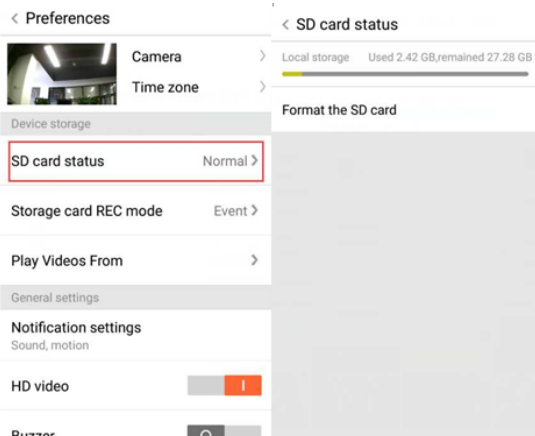 Preferences
Camera
Time zone
Device storage
SD card status Normal
Storage card REC mode Event
Play Videos From
General settings
Notification settings
Sound, motion
HD video
Buzzer
SD card status
Local storage Used 2.42 GB,remained 27.28 GB
Format the SD card